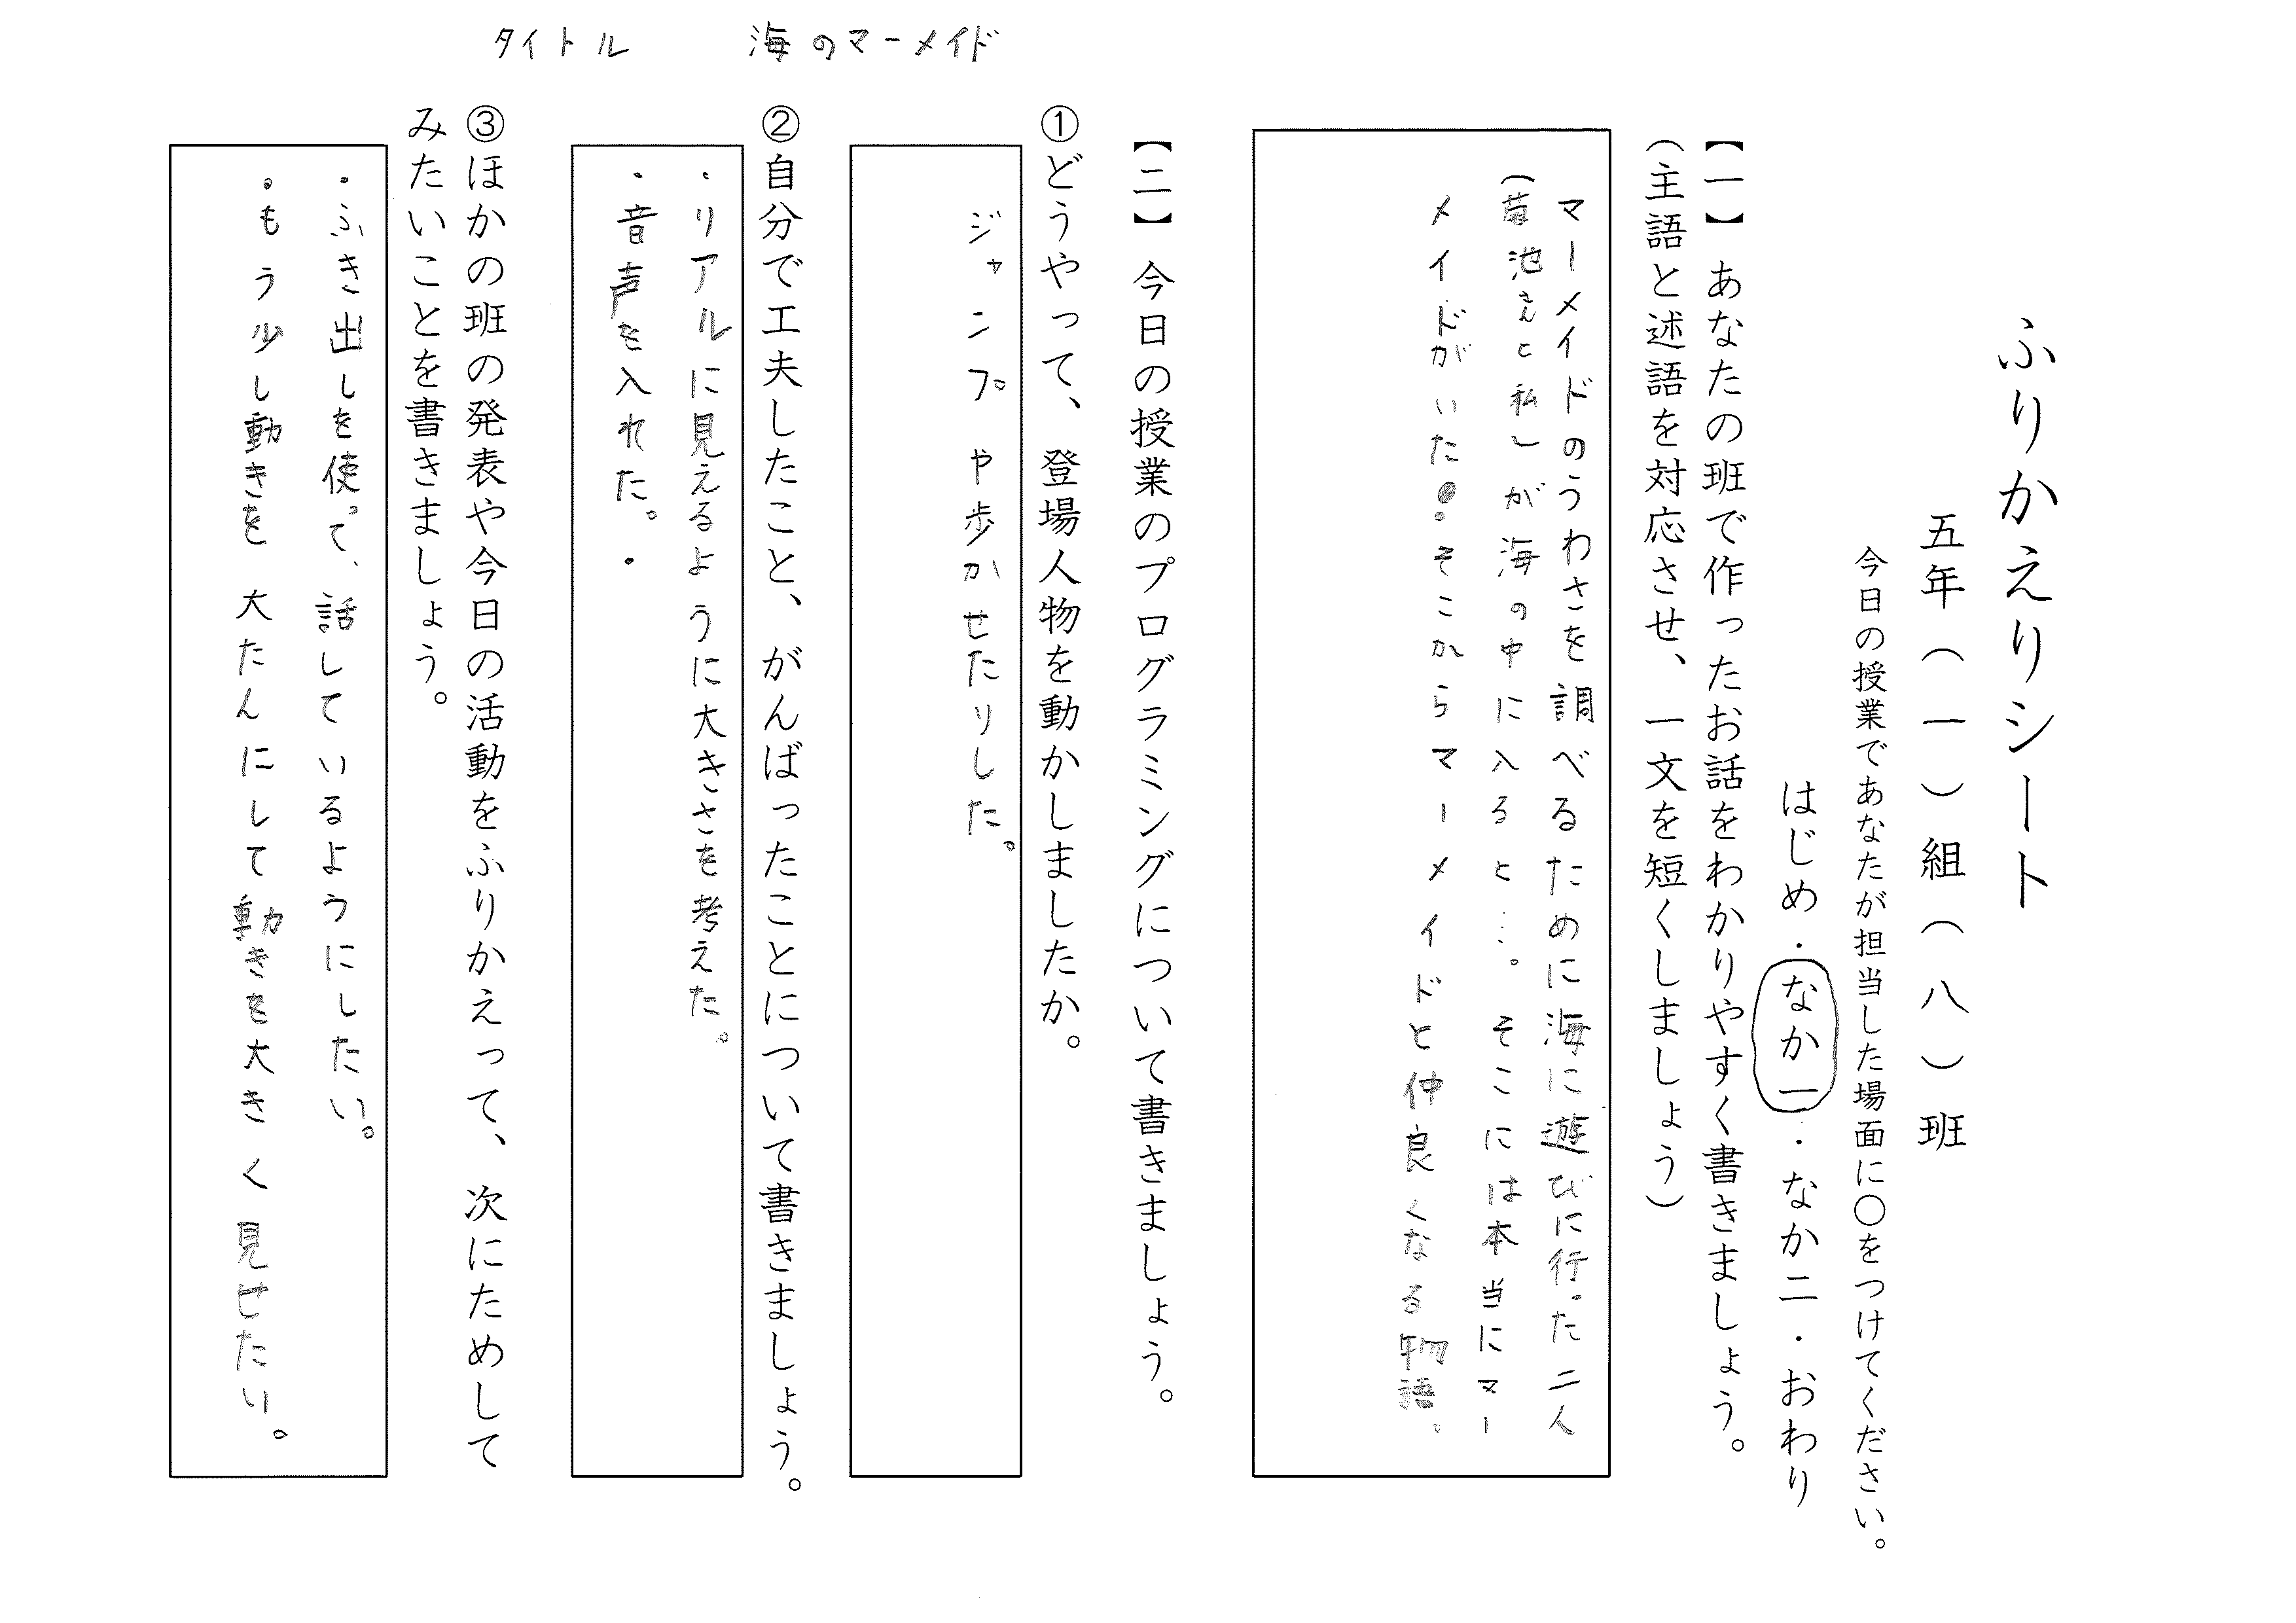 タイトル　海のマーメイド
ふりかえりシート
五年（一）組（八）班
今日の授業であなたが担当した場面に○をつけてください。
はじめ・なか一・なか二・おわり
【一】あなたの班で作ったお話をわかりやすく書きましょう。
（主語と述語を対応させ、一文を短くしましょう）
マーメイドのうわさを調べるために海に遊びに行った二人
（菊池さんと私）が海の中に入ると…。そこには本当にマー
メイドがいた。そこからマーメイドと仲良くなる物語。
【二】今日の授業のプログラミングについて書きましょう。
①どうやって、登場人物を動かしましたか。
ジャンプや歩かせたりした。
②自分で工夫したこと、がんばったことについて書きましょう。
・リアルに見えるように大きさを考えた。
・音声を入れた。・
③ほかの班の発表や今日の活動をふりかえって、次にためして
みたいことを書きましょう。
・ふき出しを使って、話しているようにしたい。
・もう少し動きを大たんにして動きを大きく見せたい。